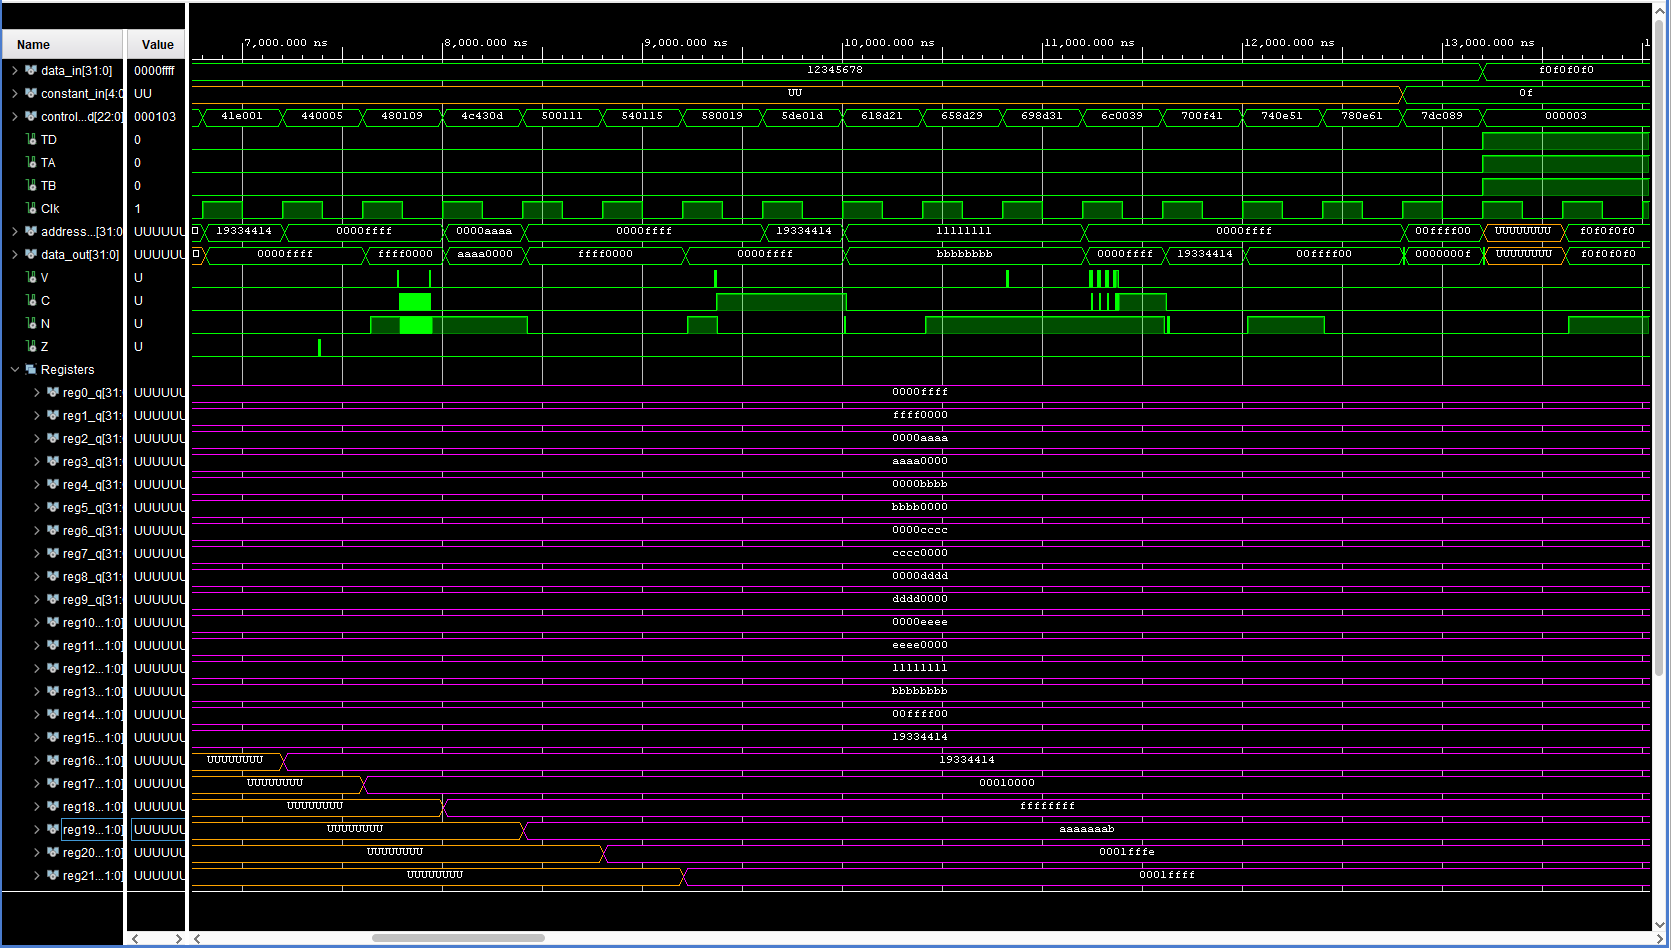 Name Value 7,000.000 ns 8,000.000 ns 9,000.000 ns 10,000.000 ns 11,000.000 ns 12,000.000 ns 13,000.000 ns 1
data_in[31:0] 0000ffff 12345678 f0f0f0f0
constant_in[4:0 UU UU 0f
control...d[22:0] 000103 41e001 440005 480109 4c430d 500111 540115 580019 5de01d 618d21 658d29 698d31 6c0039 700f41 740e51 780e61 7dc089 000003
TD 0
TA 0
TB 0
Clk 1
address...[31:0 UUUUUU 19334414 0000ffff 0000aaaa 0000ffff 19334414 11111111 0000ffff 00ffff00 UUUUUUUU f0f0f0f0
data_out[31:0] UUUUUU 0000ffff ffff0000 aaaa0000 ffff0000 0000ffff bbbbbbbb 0000ffff 19334414 00ffff00 0000000f UUUUUUUU f0f0f0f0
V U
C U
N U
Z U
Registers
reg0_q[31: UUUUUU 0000ffff
reg1_q[31: UUUUUU ffff0000
reg2_q[31: UUUUUU 0000aaaa
reg3_q[31: UUUUUU aaaa0000
reg4_q[31: UUUUUU 0000bbbb
reg5_q[31: UUUUUU bbbb0000
reg6_q[31: UUUUUU 0000cccc
reg7_q[31: UUUUUU cccc0000
reg8_q[31: UUUUUU 0000dddd
reg9_q[31: UUUUUU dddd0000
reg10...1:0] UUUUUU 0000eeee
reg11...1:0] UUUUUU eeee0000
reg12...1:0] UUUUUU 11111111
reg13...1:0] UUUUUU bbbbbbbb
reg14...1:0] UUUUUU 00ffff00
reg15...1:0] UUUUUU 19334414
reg16...1:0] UUUUUU UUUUUUUU 19334414
reg17...1:0] UUUUUU UUUUUUUU 00010000
reg18...1:0] UUUUUU UUUUUUUU ffffffff
reg19...1:0] UUUUUU UUUUUUUU aaaaaaab
reg20...1:0] UUUUUU UUUUUUUU 0001fffe
reg21...1:0] UUUUUU UUUUUUUU 0001ffff